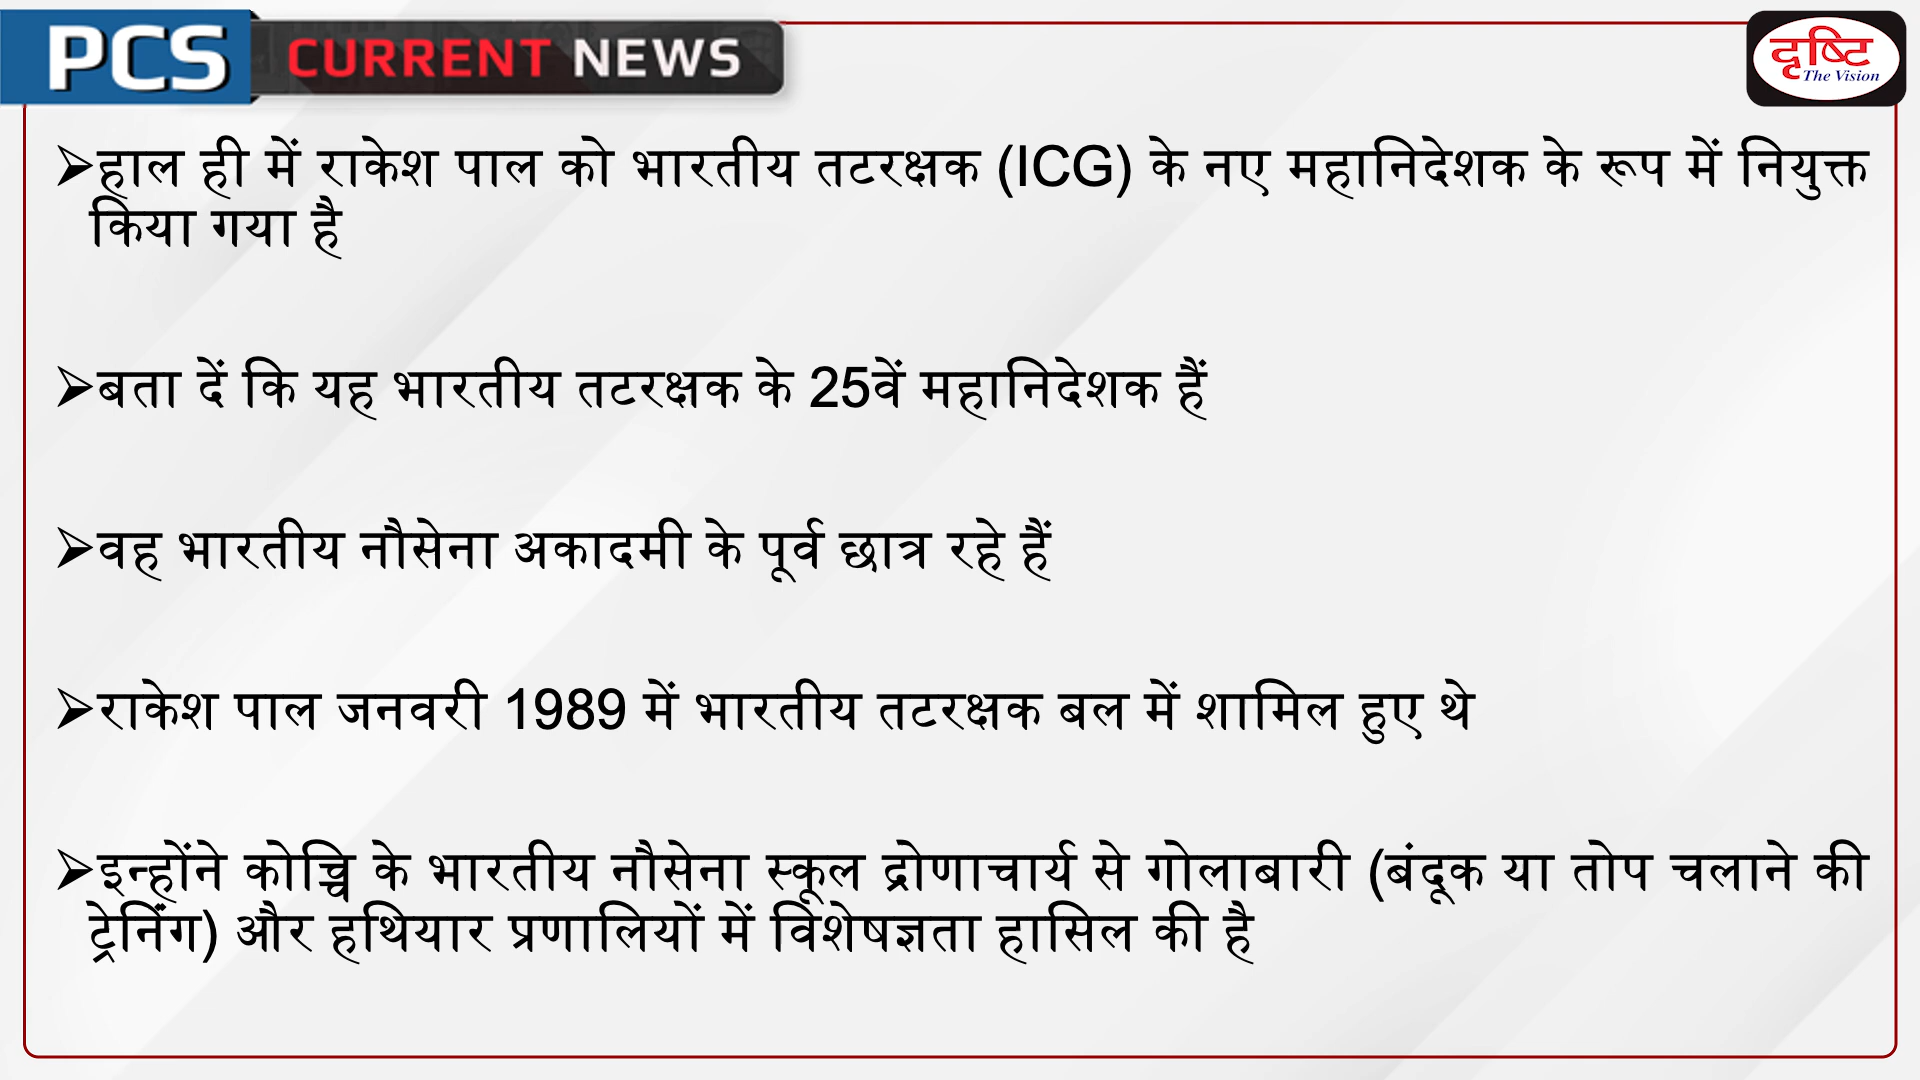 PCS CURRENT NEWS
दृष्टि
The Vision
➢हाल ही में राकेश पाल को भारतीय तटरक्षक (ICG) के नए महानिदेशक के रूप में नियुक्त
किया गया है
➢बता दें कि यह भारतीय तटरक्षक के 25वें महानिदेशक हैं
➢वह भारतीय नौसेना अकादमी के पूर्व छात्र रहे हैं
➢राकेश पाल जनवरी 1989 में भारतीय तटरक्षक बल में शामिल हुए थे
➢इन्होंने कोच्चि के भारतीय नौसेना स्कूल द्रोणाचार्य से गोलाबारी (बंदूक या तोप चलाने की
ट्रेनिंग) और हथियार प्रणालियों में विशेषज्ञता हासिल की है